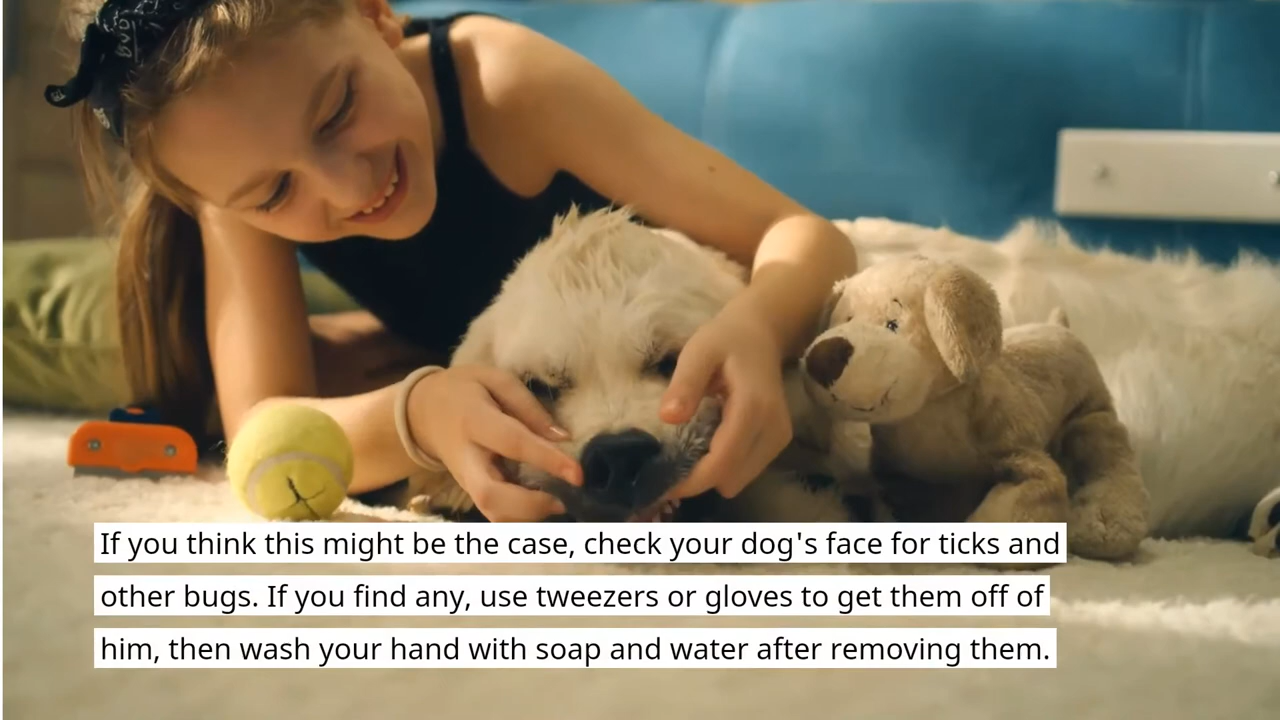 If you think this might be the case, check your dog's face for ticks and
other bugs. If you find any, use tweezers or gloves to get them off of
him, then wash your hand with soap and water after removing them.